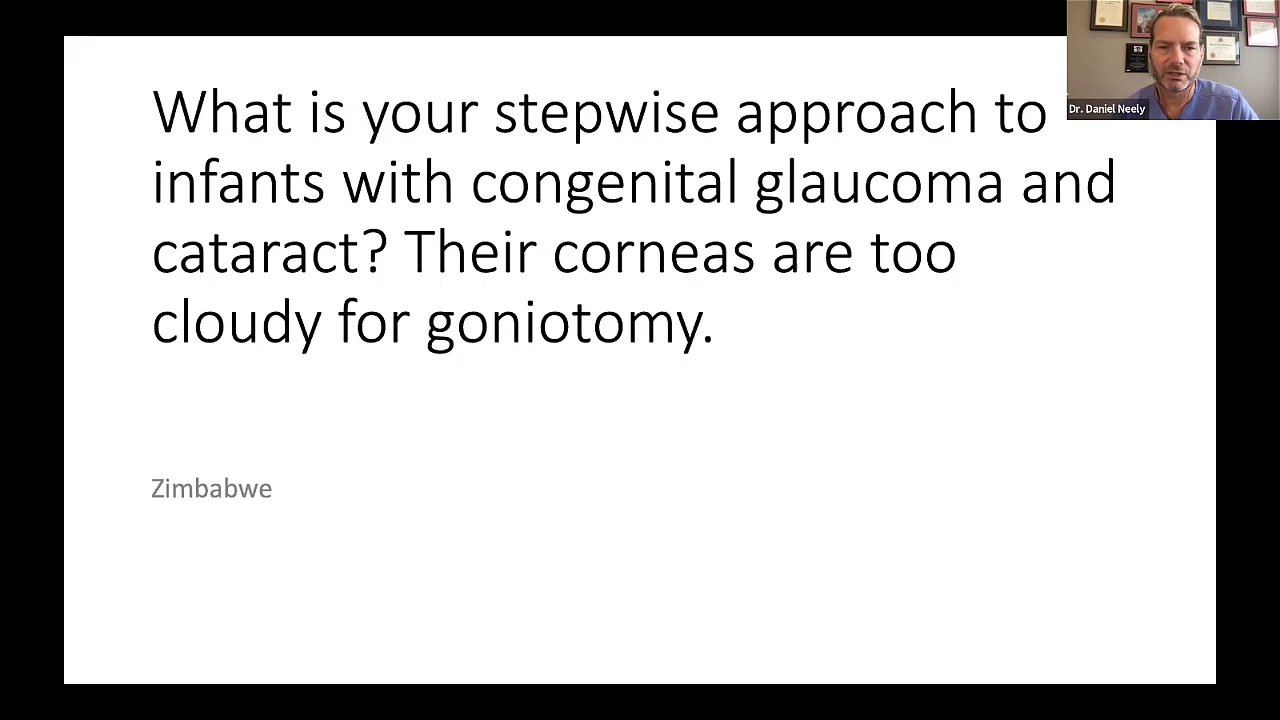 What is your stepwise approach to
infants with congenital glaucoma and
cataract? Their corneas are too
cloudy for goniotomy.
Zimbabwe
Dr. Daniel Neely